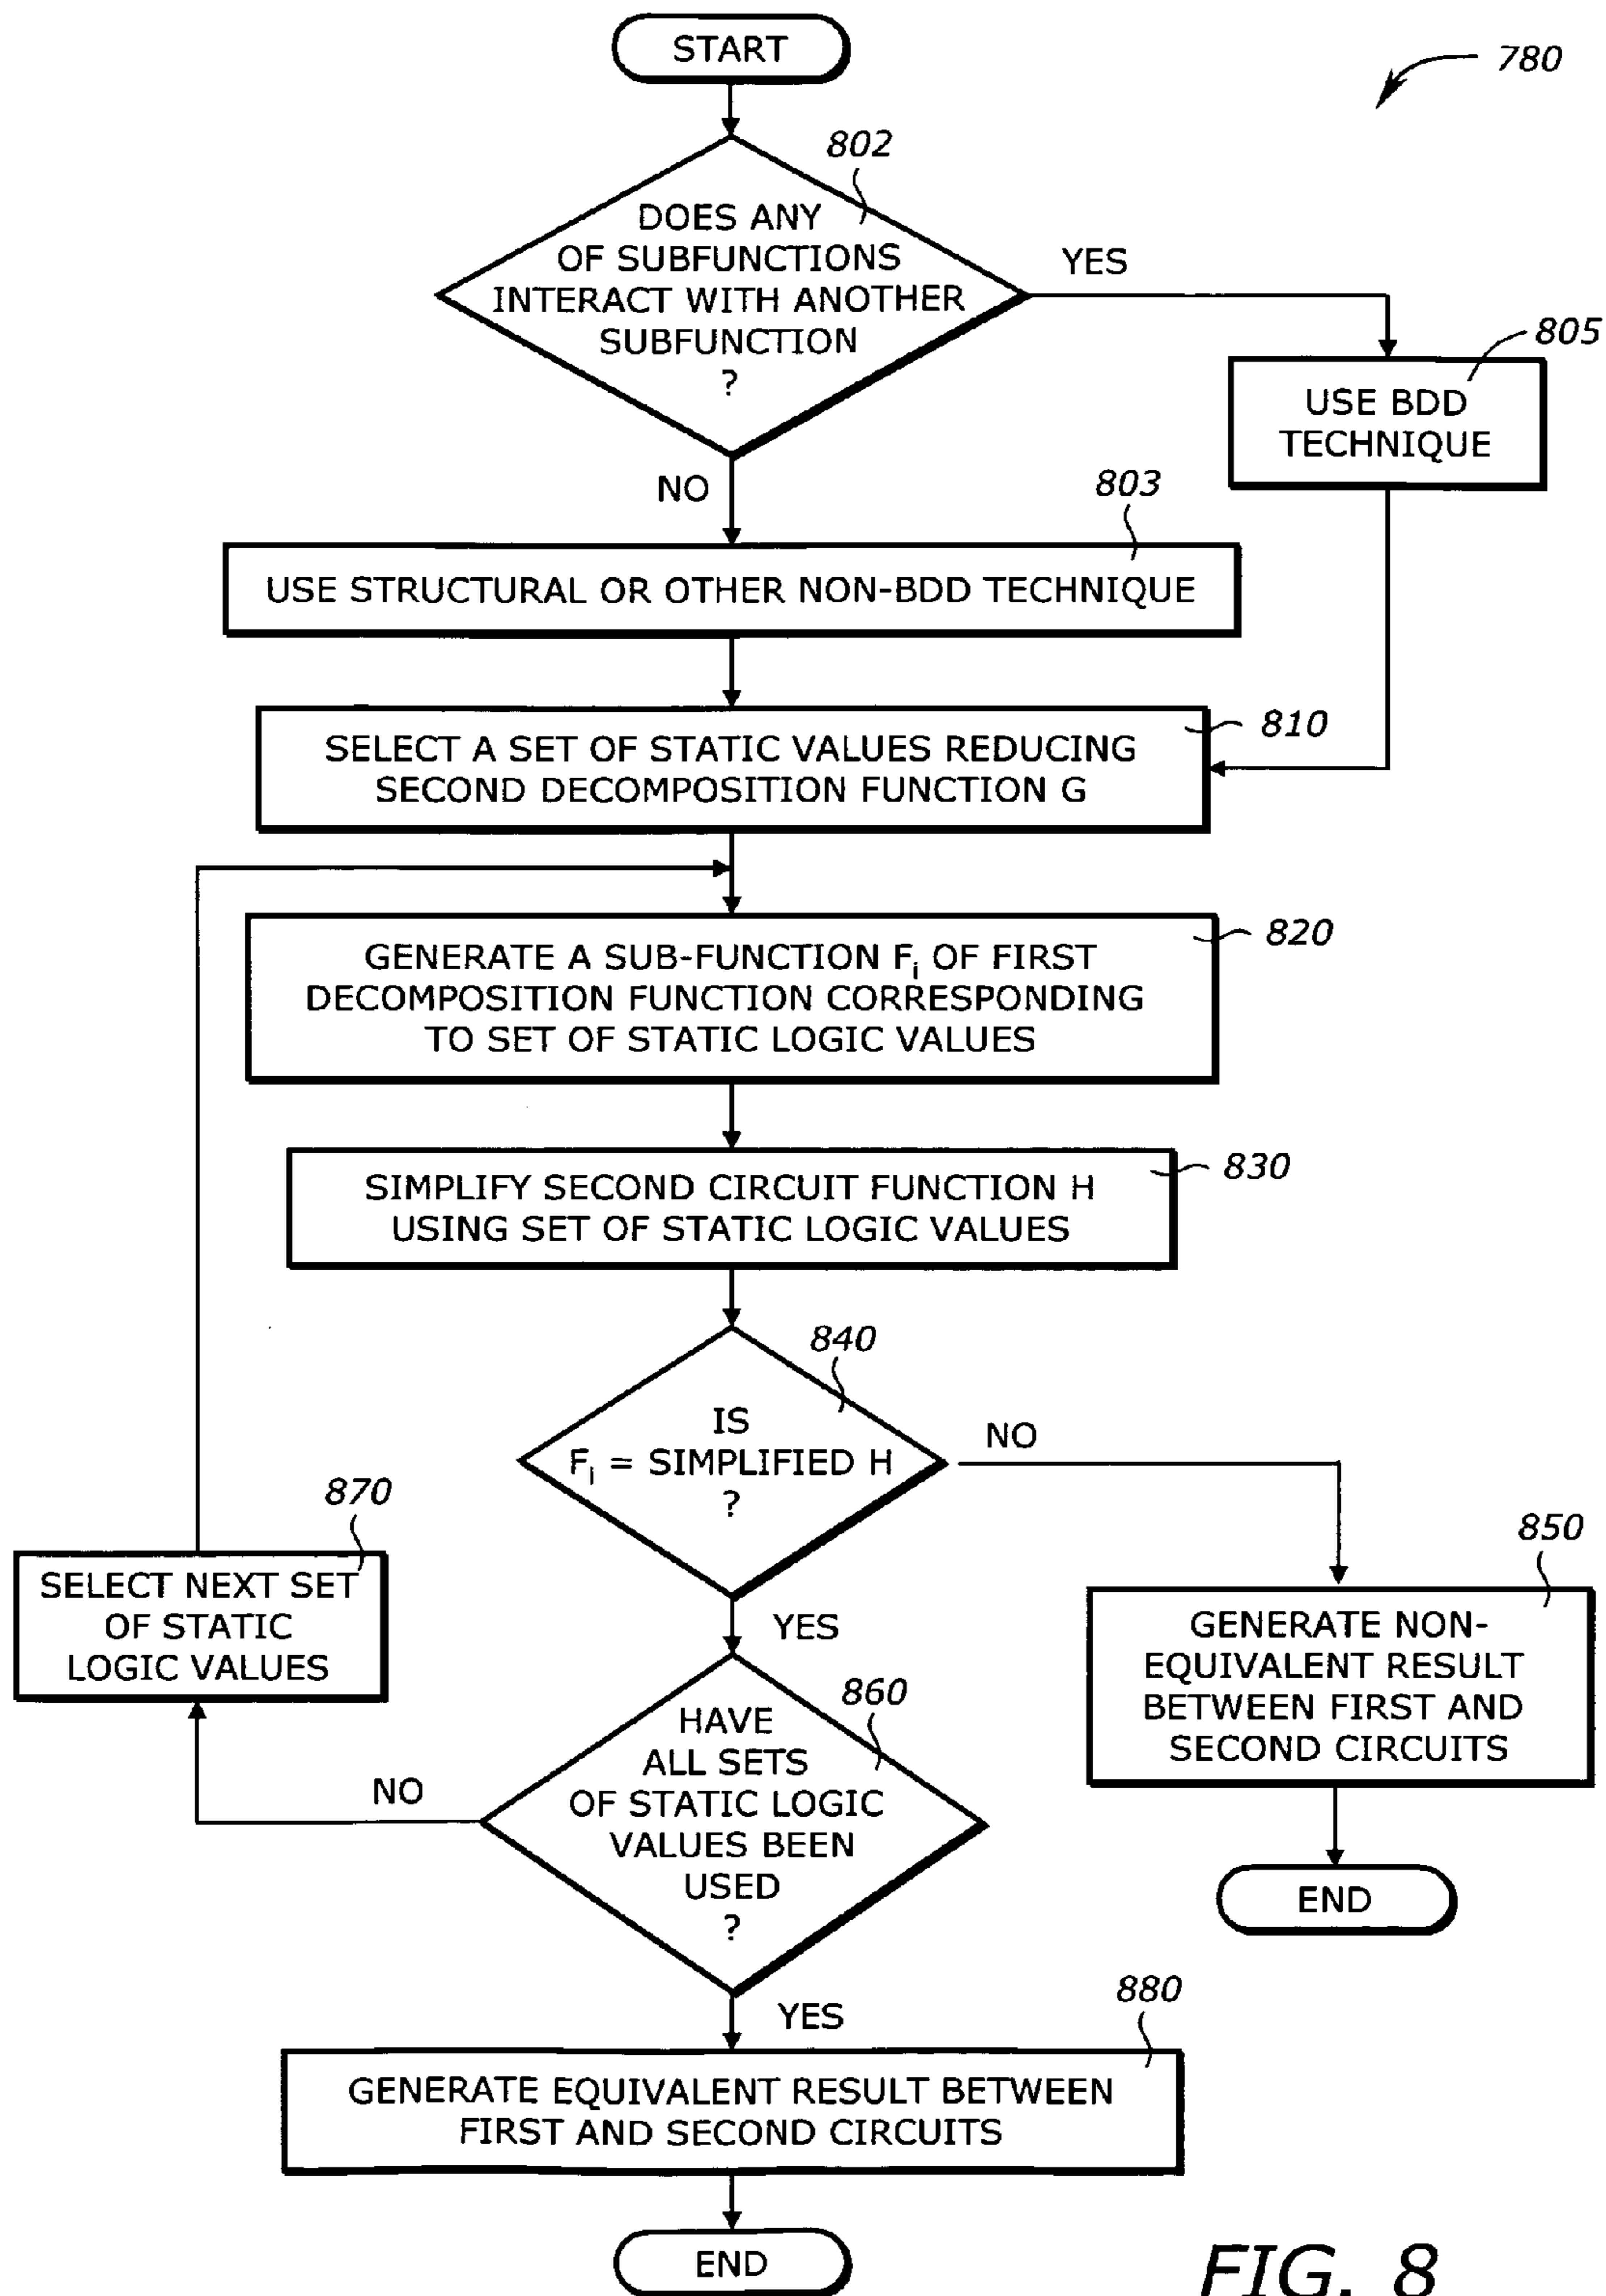 START
780
802
DOES ANY
OF SUBFUNCTIONS
INTERACT WITH ANOTHER
SUBFUNCTION
?
YES
805
USE BDD
TECHNIQUE
NO
803
USE STRUCTURAL OR OTHER NON-BDD TECHNIQUE
810
SELECT A SET OF STATIC VALUES REDUCING
SECOND DECOMPOSITION FUNCTION G
820
GENERATE A SUB-FUNCTION Fi OF FIRST
DECOMPOSITION FUNCTION CORRESPONDING
TO SET OF STATIC LOGIC VALUES
830
SIMPLIFY SECOND CIRCUIT FUNCTION H
USING SET OF STATIC LOGIC VALUES
840
IS
Fi = SIMPLIFIED H
?
NO
YES
870
SELECT NEXT SET
OF STATIC
LOGIC VALUES
850
GENERATE NON-
EQUIVALENT RESULT
BETWEEN FIRST AND
SECOND CIRCUITS
END
860
HAVE
ALL SETS
OF STATIC LOGIC
VALUES BEEN
USED
?
NO
YES
880
GENERATE EQUIVALENT RESULT BETWEEN
FIRST AND SECOND CIRCUITS
END
FIG. 8